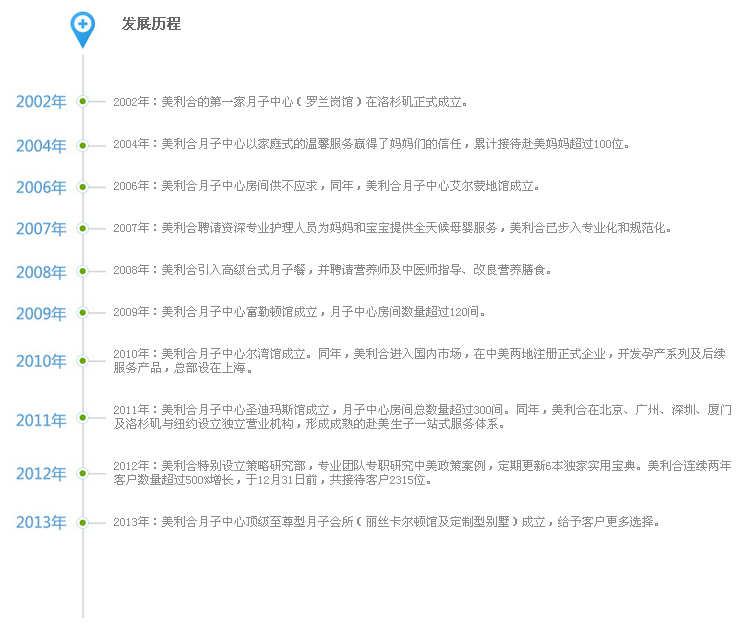 发展历程
2002年
2002年：美利合的第一家月子中心（罗兰岗馆）在洛杉矶正式成立。
2004年
2004年：美利合月子中心以家庭式的温馨服务赢得了妈妈们的信任，累计接待赴美妈妈超过100位。
2006年
2006年：美利合月子中心房间供不应求，同年，美利合月子中心艾尔蒙地馆成立。
2007年
2007年：美利合聘请资深专业护理人员为妈妈和宝宝提供全天候母婴服务，美利合已步入专业化和规范化。
2008年
2008年：美利合引入高级台式月子餐，并聘请营养师及中医师指导、改良营养膳食。
2009年
2009年：美利合月子中心富勒顿馆成立，月子中心房间数量超过120间。
2010年
2010年：美利合月子中心尔湾馆成立。同年，美利合进入国内市场，在中美两地注册正式企业，开发孕产系列及后续
服务产品，总部设在上海。
2011年
2011年：美利合月子中心圣迪玛斯馆成立，月子中心房间总数量超过300间。同年，美利合在北京、广州、深圳、厦门
及洛杉矶与纽约设立独立营业机构，形成成熟的赴美生子一站式服务体系。
2012年
2012年：美利合特别设立策略研究部，专业团队专职研究中美政策案例，定期更新6本独家实用宝典。美利合连续两年
客户数量超过500%增长，于12月31日前，共接待客户2315位。
2013年
2013年：美利合月子中心顶级至尊型月子会所（丽丝卡尔顿馆及定制型别墅）成立，给予客户更多选择。